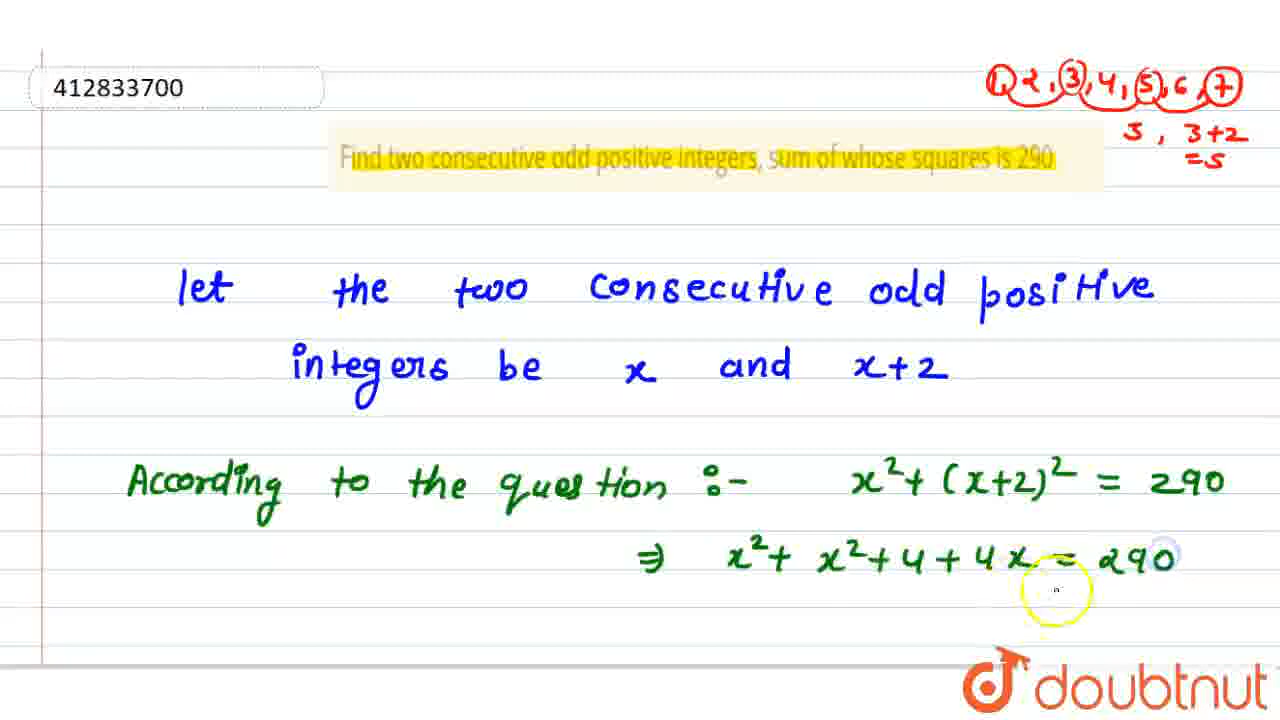 412833700
1, 2, 3, 4, 5, 6, 7
3, 3+2
=5
Find two consecutive odd positive integers, sum of whose squares is 290
let the two consecutive odd positive
integers be x and x+2
According to the question :- x²+(x+2)² = 290
⇒ x²+ x²+4+4x = 290
doubtnut